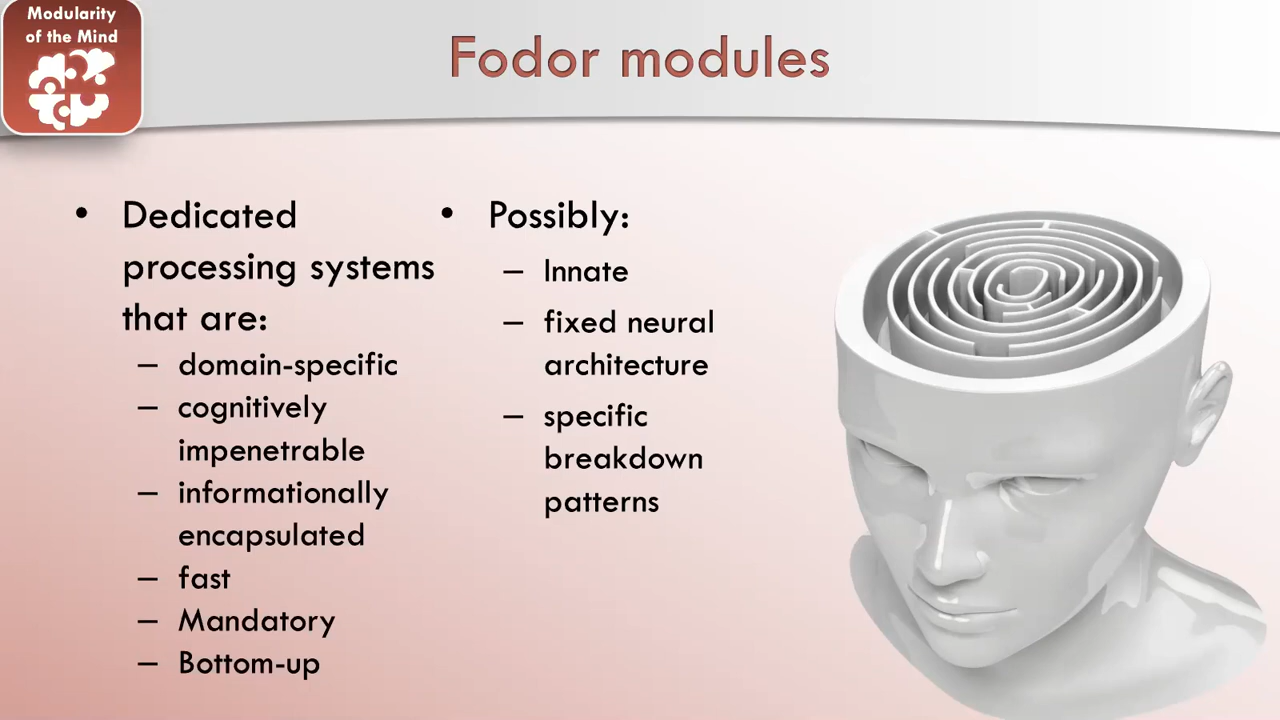 Modularity
of the Mind
Fodor modules
• Dedicated
processing systems
that are:
– domain-specific
– cognitively
impenetrable
– informationally
encapsulated
– fast
– Mandatory
– Bottom-up
• Possibly:
– Innate
– fixed neural
architecture
– specific
breakdown
patterns